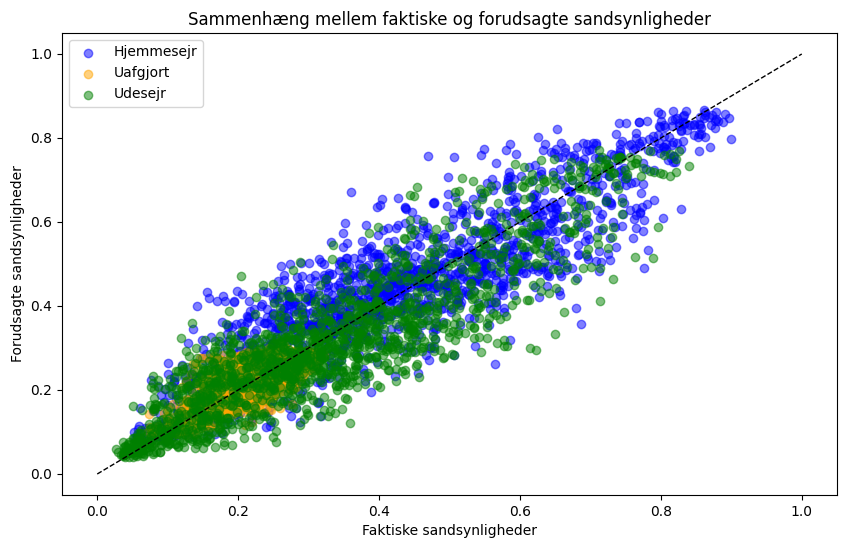 Sammenhæng mellem faktiske og forudsagte sandsynligheder
Hjemmesejr
Uafgjort
Udesejr
1.0
0.8
0.6
0.4
0.2
0.0
Forudsagte sandsynligheder
0.0 0.2 0.4 0.6 0.8 1.0
Faktiske sandsynligheder